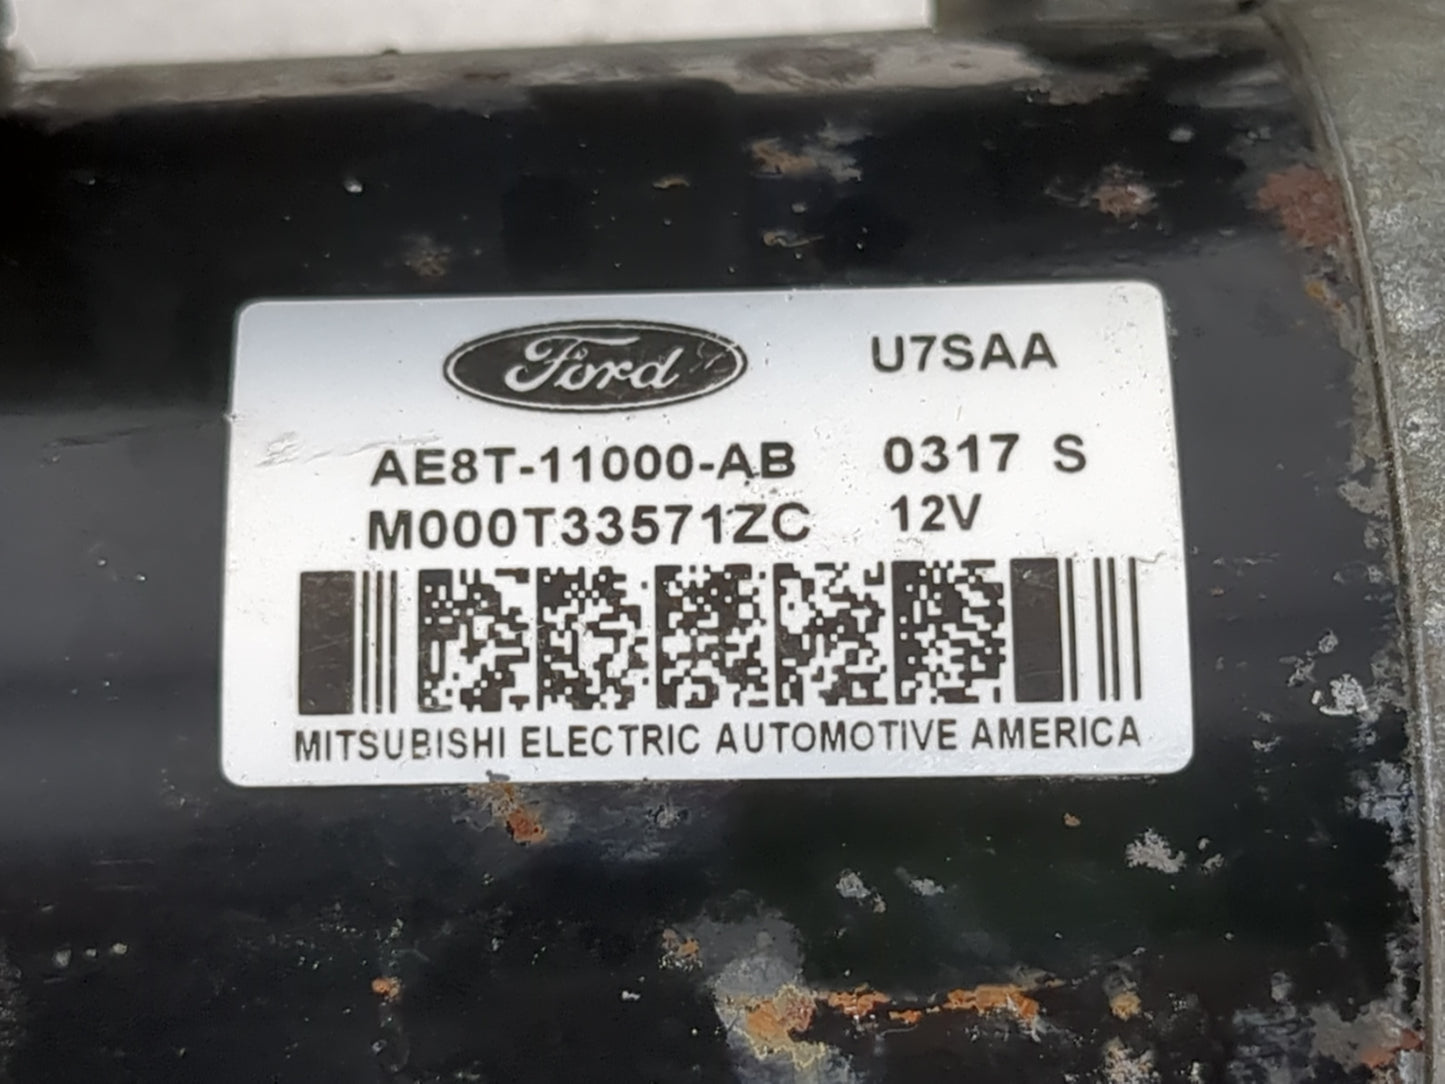 Ford U7SAA
AE8T-11000-AB 0317 S
M000T33571ZC 12V
MITSUBISHI ELECTRIC AUTOMOTIVE AMERICA